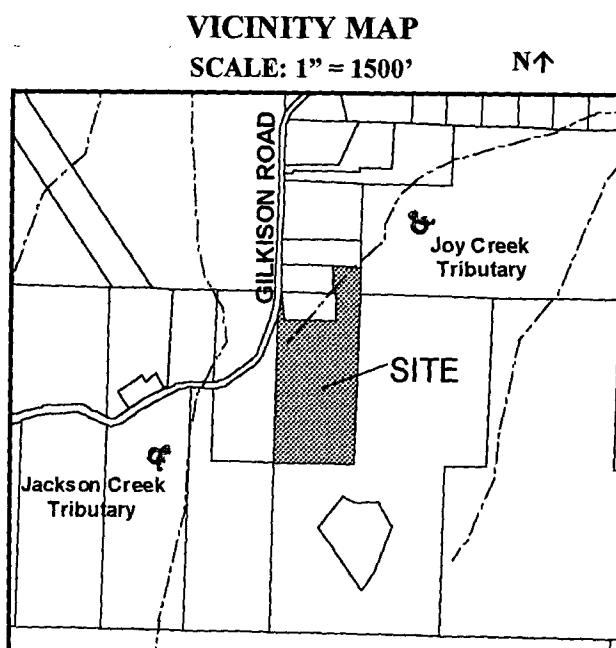 VICINITY MAP
SCALE: 1" = 1500'
N↑
GILKISON ROAD
Joy Creek
Tributary
SITE
Jackson Creek
Tributary